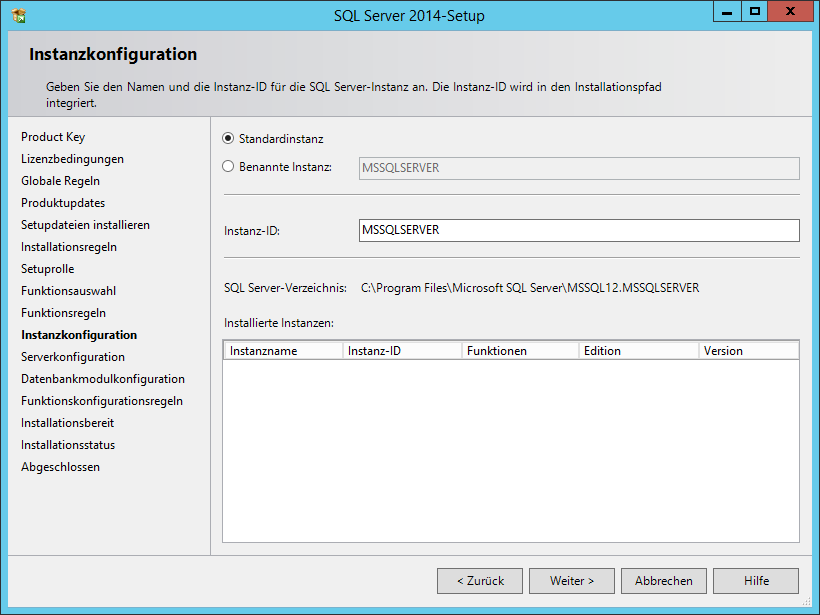 SQL Server 2014-Setup
Instanzkonfiguration
Geben Sie den Namen und die Instanz-ID für die SQL Server-Instanz an. Die Instanz-ID wird in den Installationspfad
integriert.
Product Key
Lizenzbedingungen
Globale Regeln
Produktupdates
Setupdateien installieren
Installationsregeln
Setuprolle
Funktionsauswahl
Funktionsregeln
Instanzkonfiguration
Serverkonfiguration
Datenbankmodulkonfiguration
Funktionskonfigurationsregeln
Installationsbereit
Installationsstatus
Abgeschlossen
Standardinstanz
Benannte Instanz: MSSQLSERVER
Instanz-ID: MSSQLSERVER
SQL Server-Verzeichnis: C:\Program Files\Microsoft SQL Server\MSSQL12.MSSQLSERVER
Installierte Instanzen:
Instanzname Instanz-ID Funktionen Edition Version
< Zurück Weiter > Abbrechen Hilfe